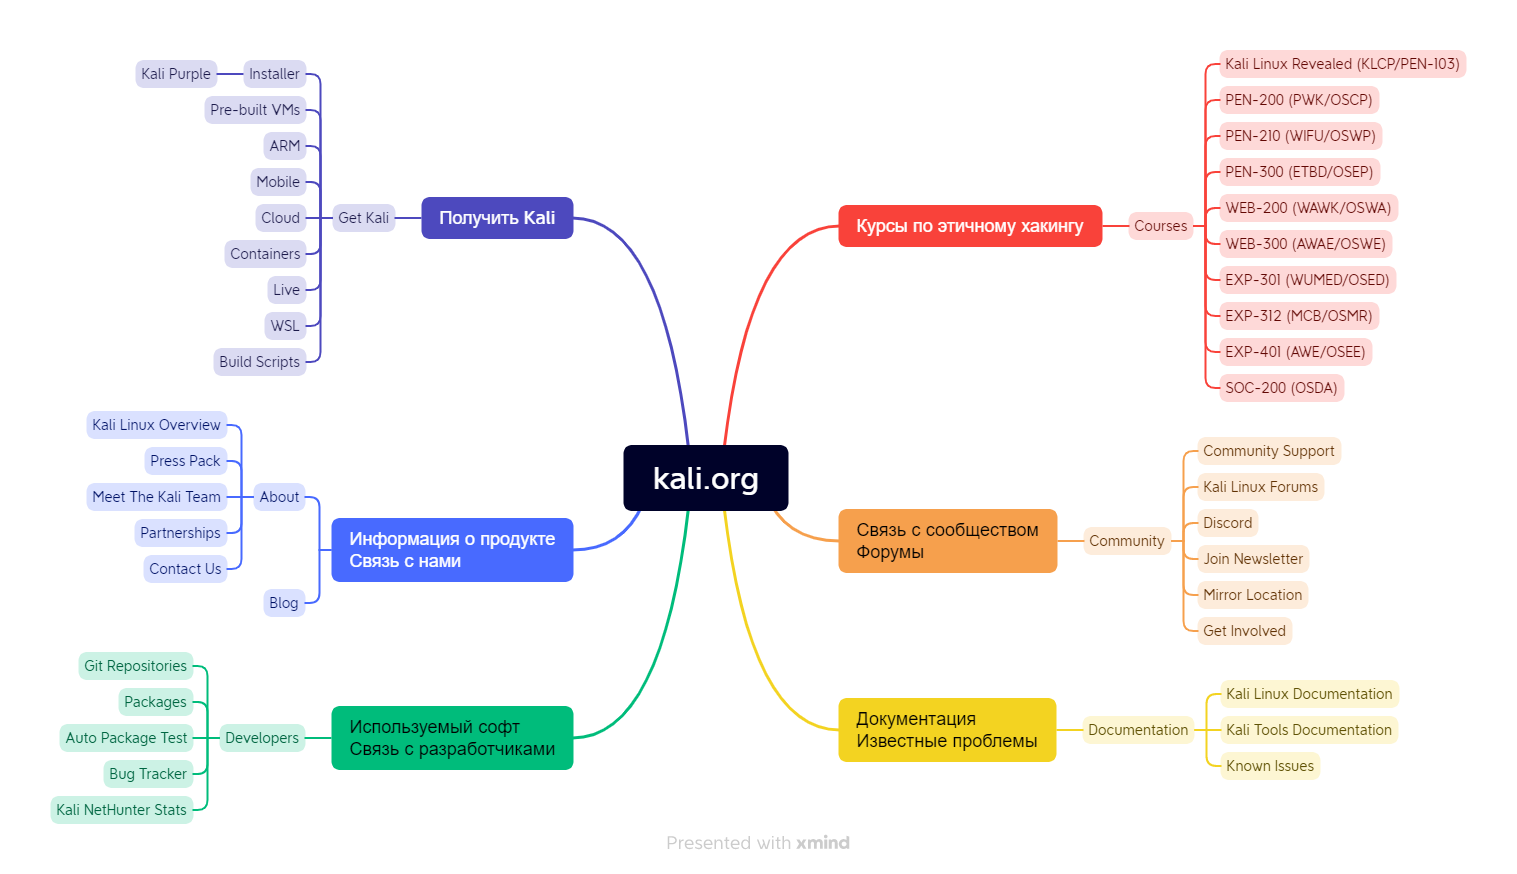 kali.org
Получить Kali
Get Kali
Installer
Kali Purple
Pre-built VMs
ARM
Mobile
Cloud
Containers
Live
WSL
Build Scripts
Информация о продукте
Связь с нами
About
Kali Linux Overview
Press Pack
Meet The Kali Team
Partnerships
Contact Us
Blog
Используемый софт
Связь с разработчиками
Developers
Git Repositories
Packages
Auto Package Test
Bug Tracker
Kali NetHunter Stats
Курсы по этичному хакингу
Courses
Kali Linux Revealed (KLCP/PEN-103)
PEN-200 (PWK/OSCP)
PEN-210 (WIFU/OSWP)
PEN-300 (ETBD/OSEP)
WEB-200 (WAWK/OSWA)
WEB-300 (AWAE/OSWE)
EXP-301 (WUMED/OSED)
EXP-312 (MCB/OSMR)
EXP-401 (AWE/OSEE)
SOC-200 (OSDA)
Связь с сообществом
Форумы
Community
Community Support
Kali Linux Forums
Discord
Join Newsletter
Mirror Location
Get Involved
Документация
Известные проблемы
Documentation
Kali Linux Documentation
Kali Tools Documentation
Known Issues
Presented with xmind